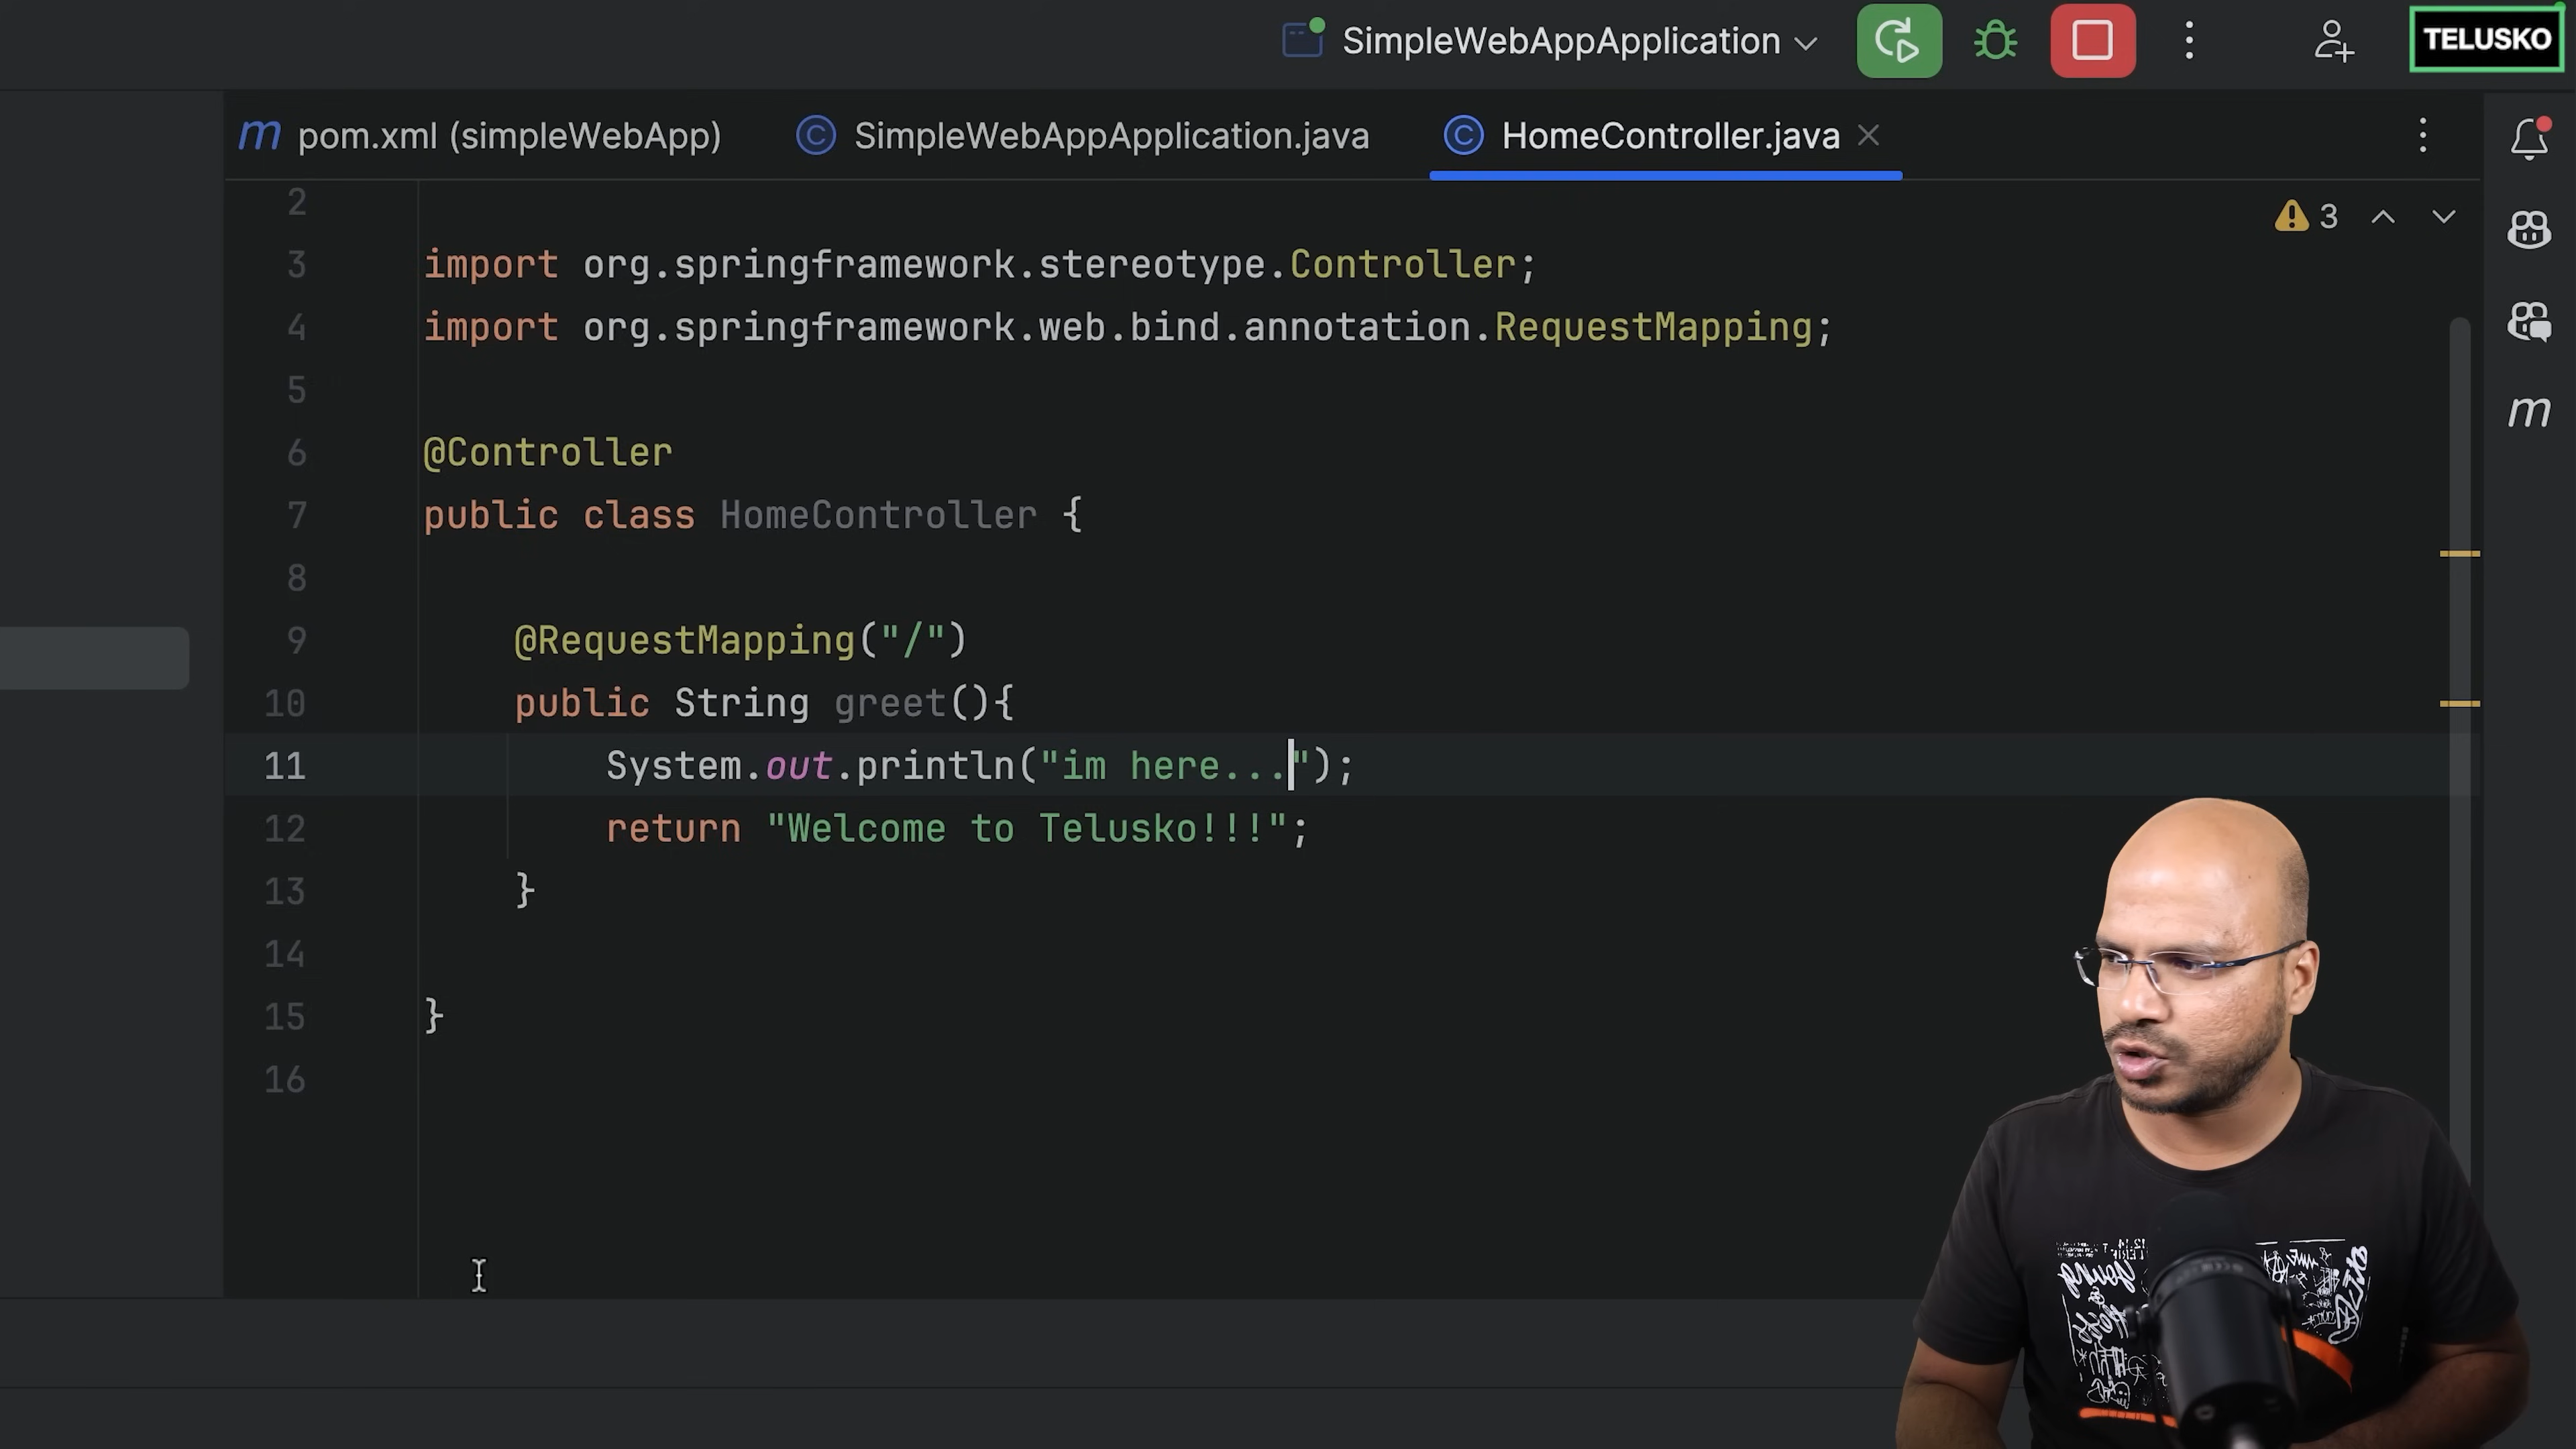 SimpleWebAppApplication
TELUSKO
m pom.xml (simpleWebApp)
C SimpleWebAppApplication.java
C HomeController.java
3
2
3 import org.springframework.stereotype.Controller;
4 import org.springframework.web.bind.annotation.RequestMapping;
5
6 @Controller
7 public class HomeController {
8
9 @RequestMapping("/")
10 public String greet(){
11 System.out.println("im here...");
12 return "Welcome to Telusko!!!";
13 }
14
15 }
16
m